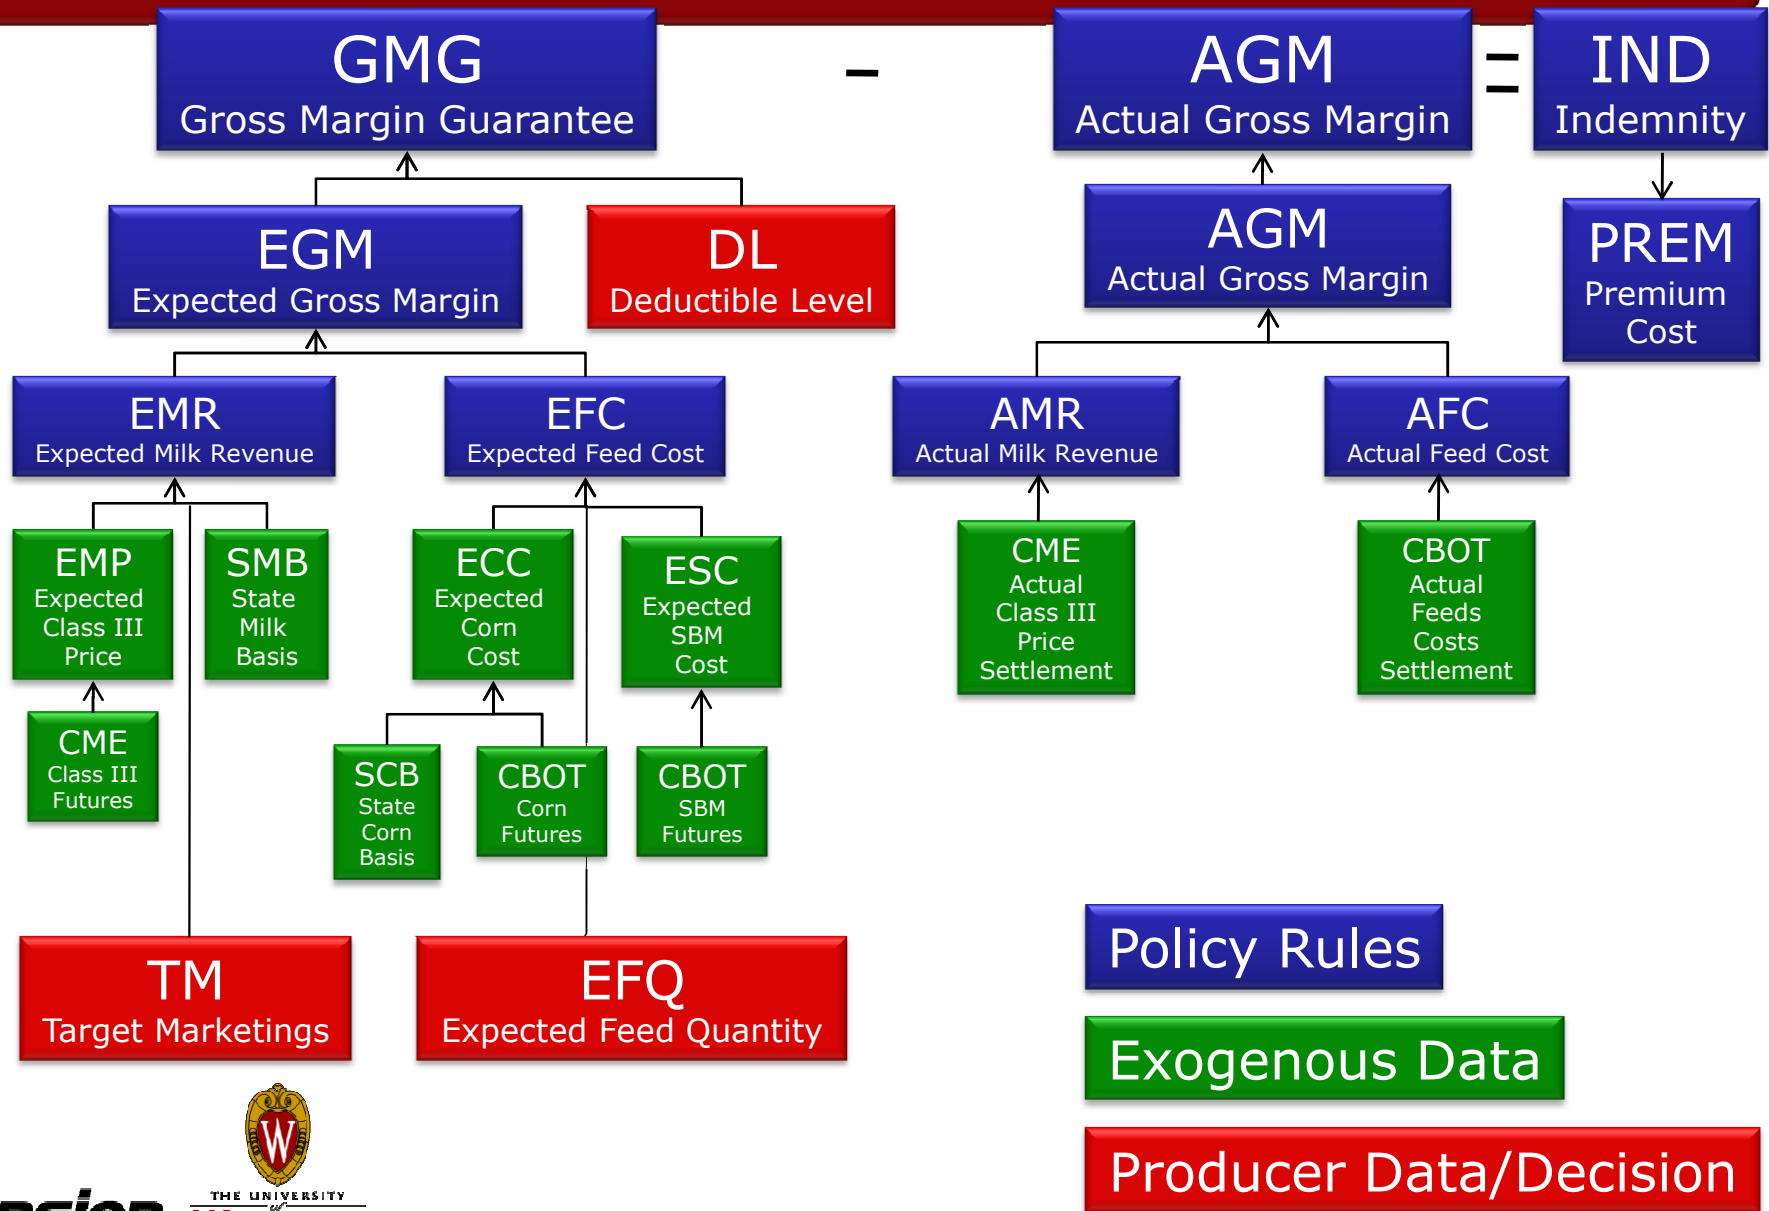 GMG
Gross Margin Guarantee
-
AGM
Actual Gross Margin
=
IND
Indemnity
EGM
Expected Gross Margin
DL
Deductible Level
AGM
Actual Gross Margin
PREM
Premium
Cost
EMR
Expected Milk Revenue
EFC
Expected Feed Cost
AMR
Actual Milk Revenue
AFC
Actual Feed Cost
EMP
Expected
Class III
Price
SMB
State
Milk
Basis
ECC
Expected
Corn
Cost
ESC
Expected
SBM
Cost
CME
Actual
Class III
Price
Settlement
CBOT
Actual
Feeds
Costs
Settlement
CME
Class III
Futures
SCB
State
Corn
Basis
CBOT
Corn
Futures
CBOT
SBM
Futures
TM
Target Marketings
EFQ
Expected Feed Quantity
Policy Rules
Exogenous Data
Producer Data/Decision
W
THE UNIVERSITY
of